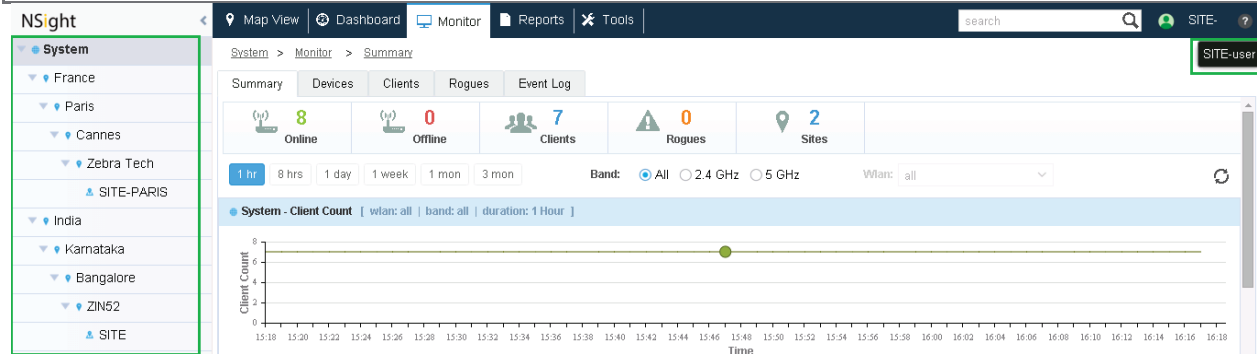 NSight
Map View
Dashboard
Monitor
Reports
Tools
search
SITE-
?
SITE-user
System
France
Paris
Cannes
Zebra Tech
SITE-PARIS
India
Karnataka
Bangalore
ZIN52
SITE
System > Monitor > Summary
Summary
Devices
Clients
Rogues
Event Log
8
Online
0
Offline
7
Clients
0
Rogues
2
Sites
1 hr
8 hrs
1 day
1 week
1 mon
3 mon
Band:
All
2.4 GHz
5 GHz
Wlan:
all
System - Client Count [ wlan: all | band: all | duration: 1 Hour ]
Client Count
8
6
4
2
0
15:18 15:20 15:22 15:24 15:26 15:28 15:30 15:32 15:34 15:36 15:38 15:40 15:42 15:44 15:46 15:48 15:50 15:52 15:54 15:56 15:58 16:00 16:02 16:04 16:06 16:08 16:10 16:12 16:14 16:16 16:18
Time